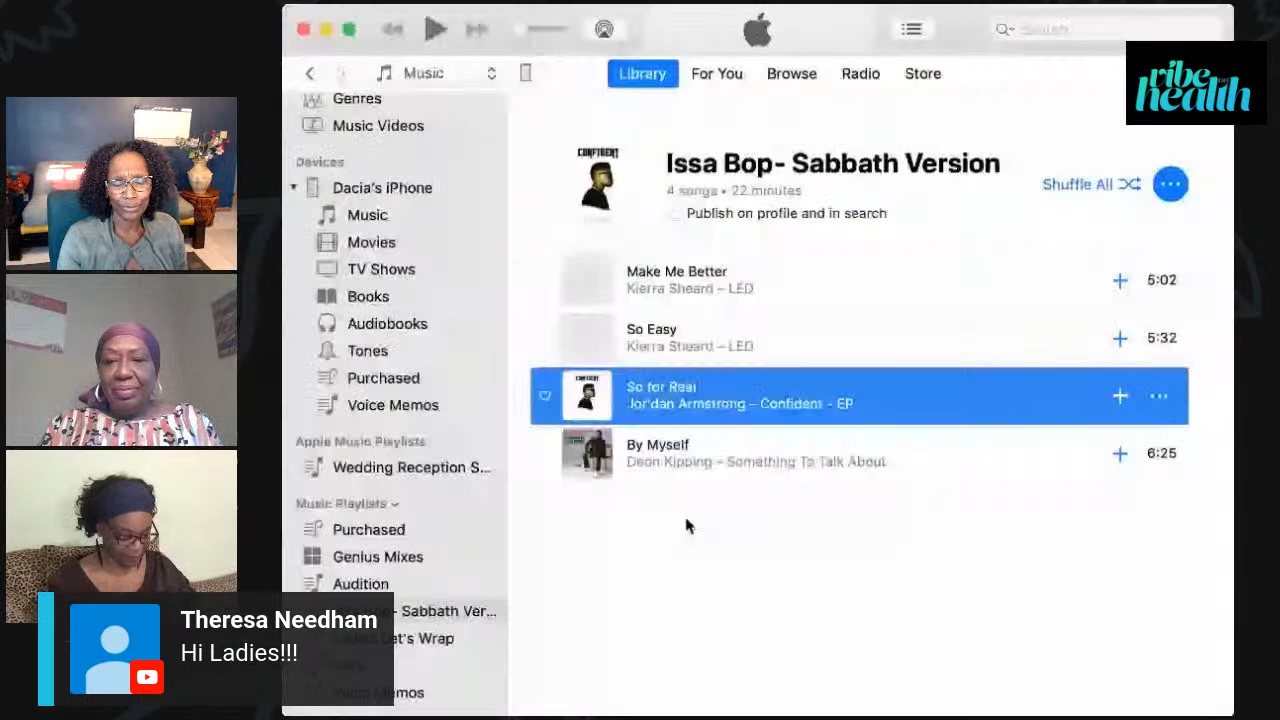 Search
Music
Library
For You
Browse
Radio
Store
vibe
health
Genres
Music Videos
Devices
Dacia's iPhone
Music
Movies
TV Shows
Books
Audiobooks
Tones
Purchased
Voice Memos
Apple Music Playlists
Wedding Reception S...
Music Playlists
Purchased
Genius Mixes
Audition
- Sabbath Ver...
Let's Wrap
Memos
CONFIDENT
Issa Bop- Sabbath Version
4 songs • 22 minutes
Publish on profile and in search
Shuffle All
Make Me Better
Kierra Sheard – LED
5:02
So Easy
Kierra Sheard – LED
5:32
CONFIDENT
So for Real
Jor'dan Armstrong – Confident - EP
By Myself
Deon Kipping – Something To Talk About
6:25
Theresa Needham
Hi Ladies!!!